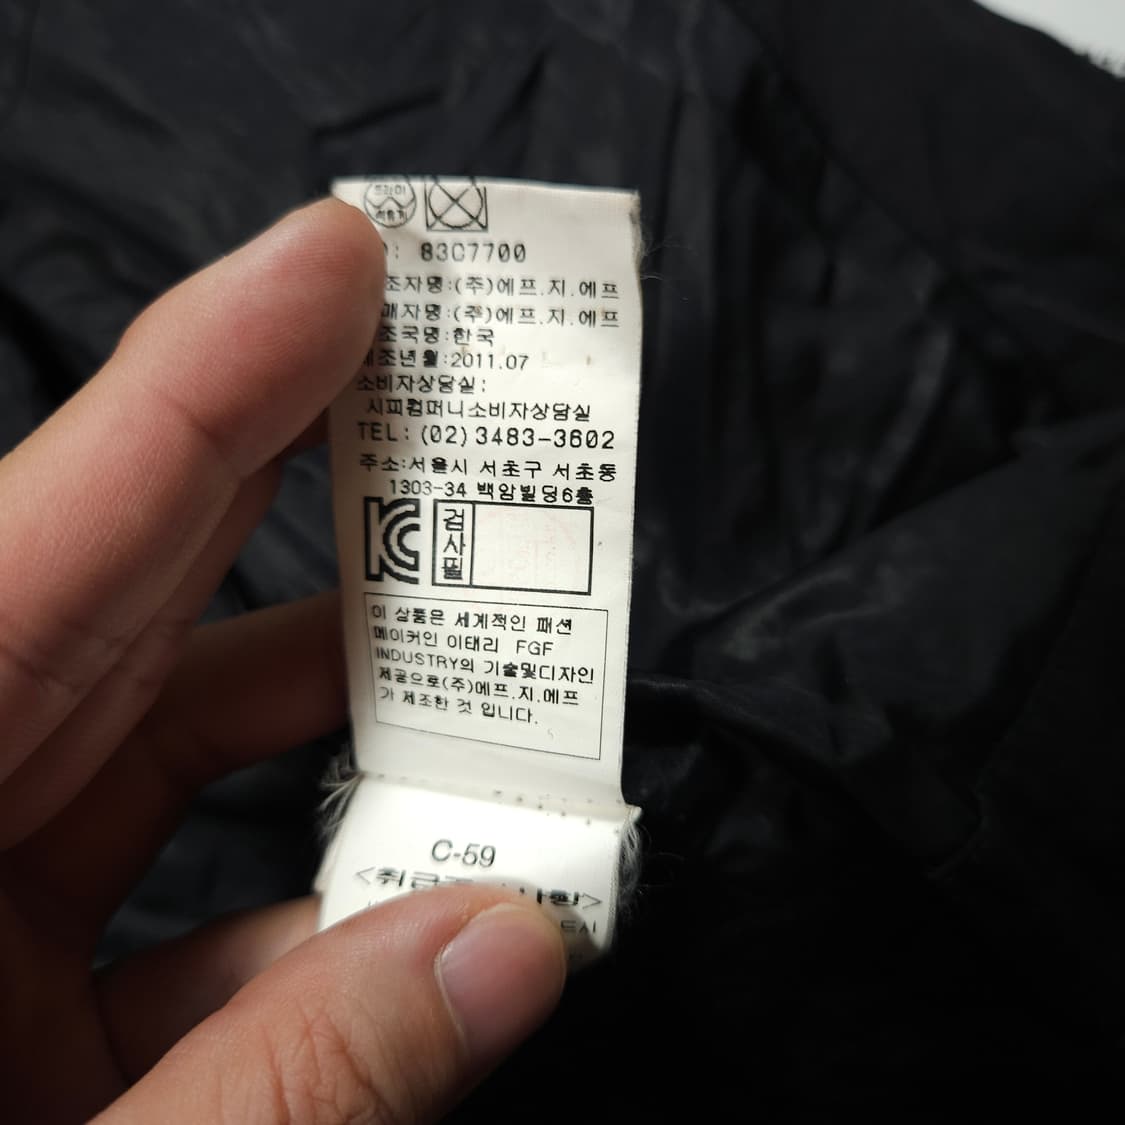 드라이
: 83C7700
조자명:(주)에프.지.에프
매자명:(주)에프.지.에프
조국명:한국
제조년월:2011.07
소비자상담실:
시피컴퍼니소비자상담실
TEL: (02)3483-3602
주소:서울시 서초구 서초동
1303-34 백암빌딩6층
KC
검사필
이 상품은 세계적인 패션
메이커인 이태리 FGF
INDUSTRY의 기술및디자인
제공으로(주)에프.지.에프
가 제조한 것 입니다.
C-59